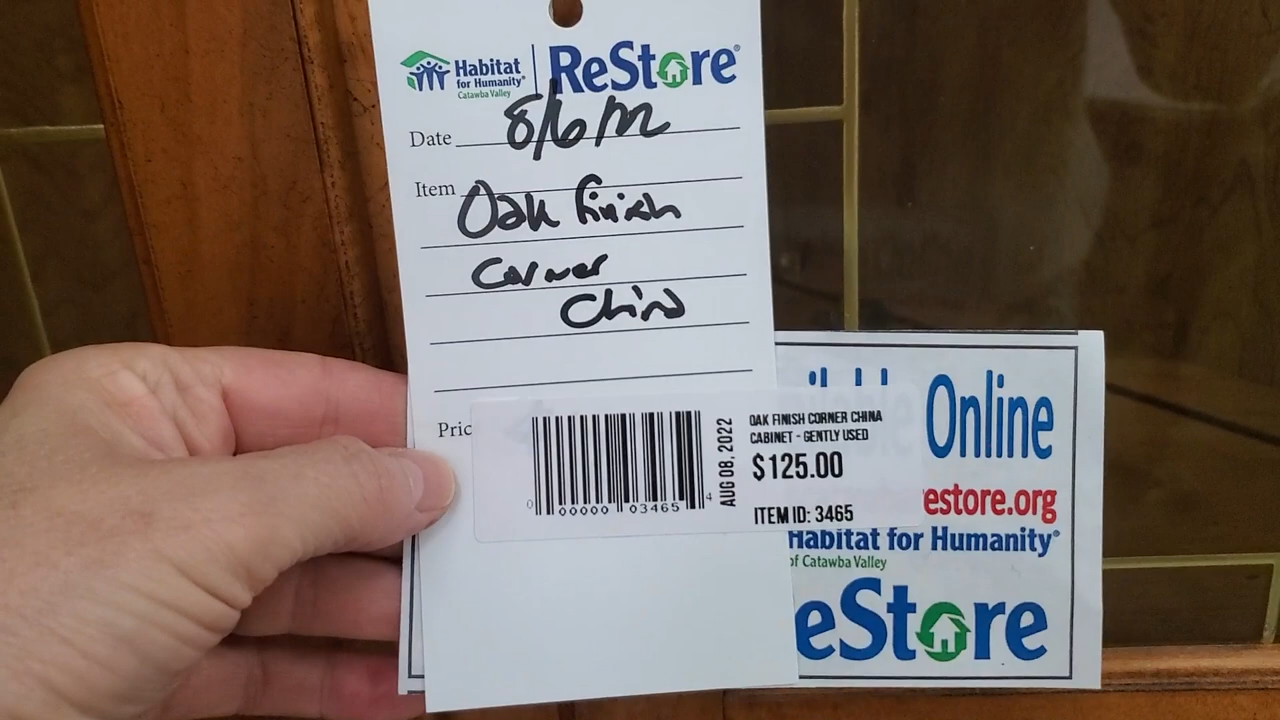 Habitat for Humanity® Catawba Valley
ReStore®
Date 8/6/22
Item Oak finish
Corner
China
Pric
0 00000 03465 4
AUG 08, 2022
OAK FINISH CORNER CHINA
CABINET - GENTLY USED
$125.00
ITEM ID: 3465
ilable Online
estore.org
Habitat for Humanity®
of Catawba Valley
eStore